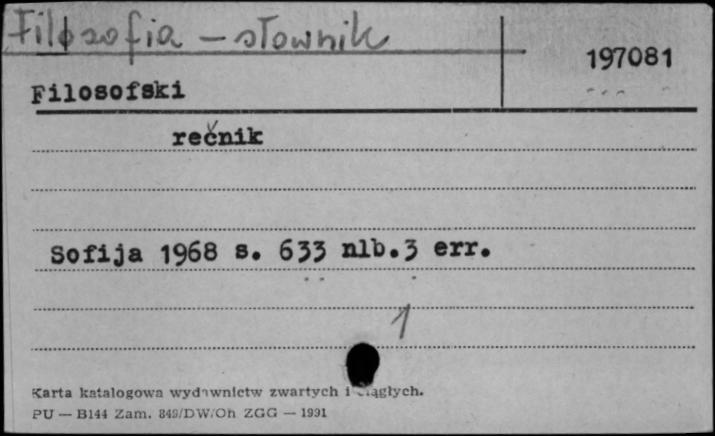 Filozofia – słownik
197081
Filosofski
rečnik
Sofija 1968 s. 633 nlb.3 err.
1
Karta katalogowa wydawnictw zwartych i ciągłych.
PU — B144 Zam. 849/DW/Oh ZGG — 1991